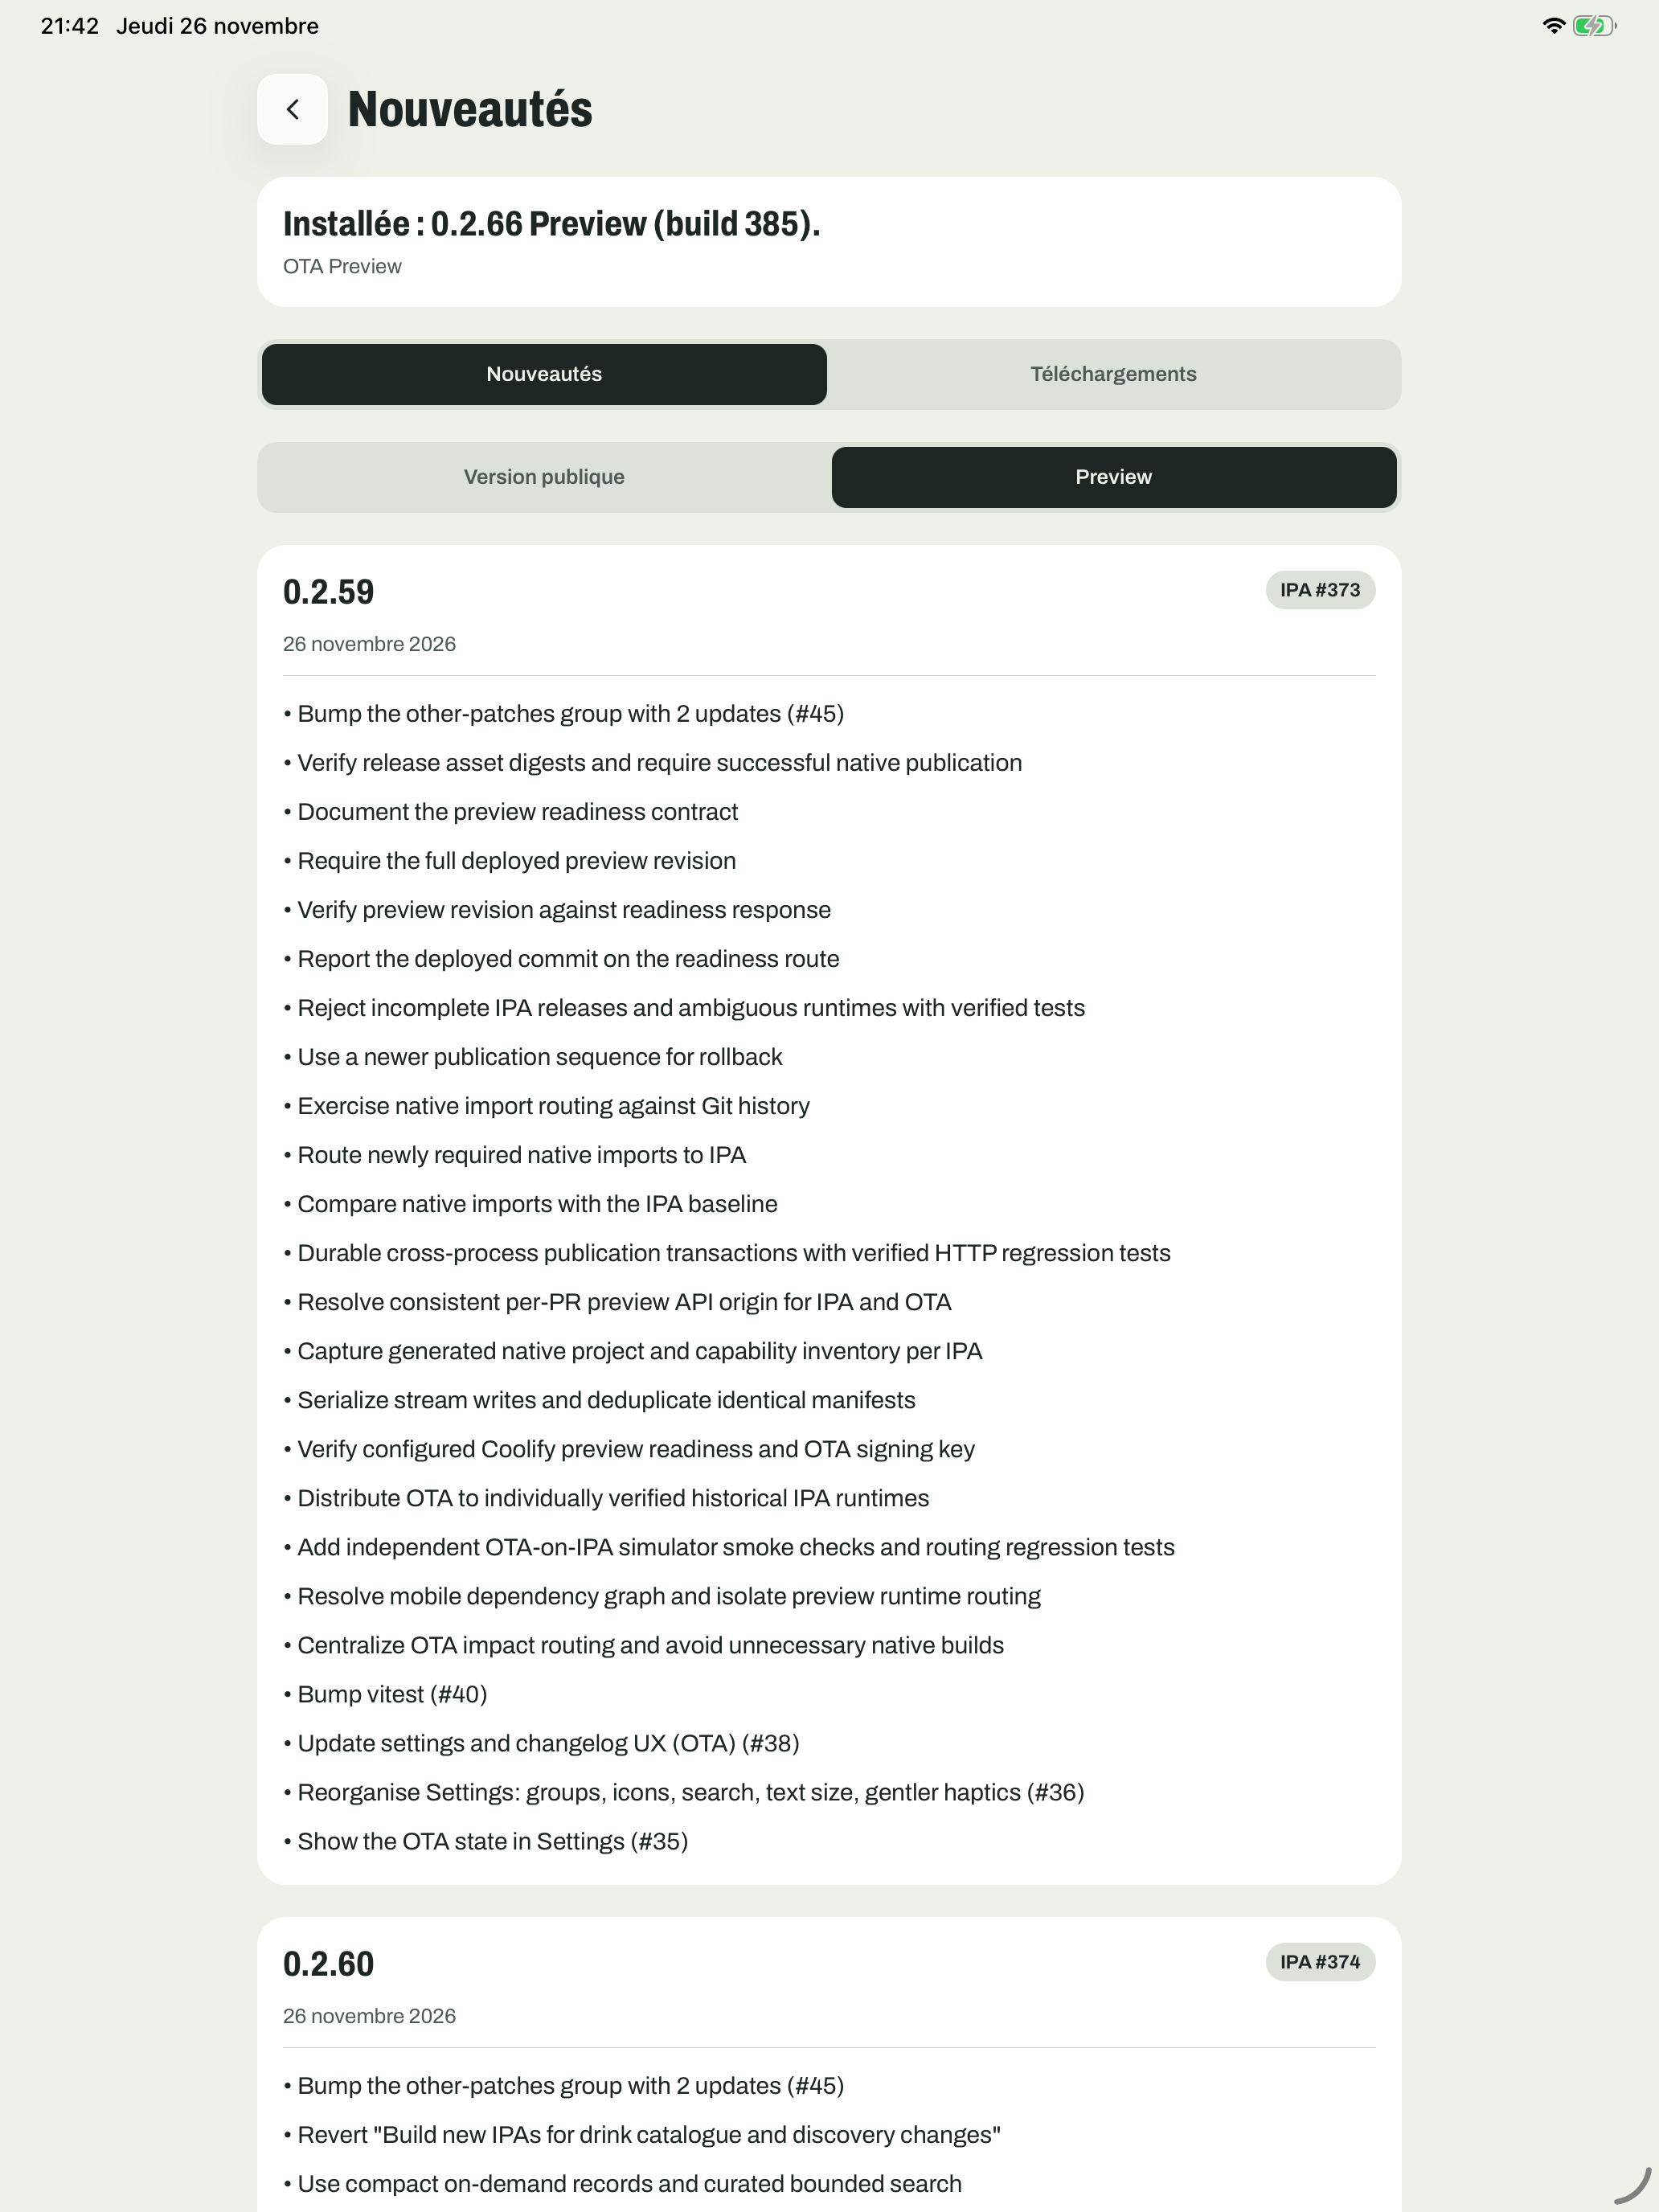 21:42 Jeudi 26 novembre
Nouveautés
Installée : 0.2.66 Preview (build 385).
OTA Preview
Nouveautés
Téléchargements
Version publique
Preview
0.2.59
IPA #373
26 novembre 2026
• Bump the other-patches group with 2 updates (#45)
• Verify release asset digests and require successful native publication
• Document the preview readiness contract
• Require the full deployed preview revision
• Verify preview revision against readiness response
• Report the deployed commit on the readiness route
• Reject incomplete IPA releases and ambiguous runtimes with verified tests
• Use a newer publication sequence for rollback
• Exercise native import routing against Git history
• Route newly required native imports to IPA
• Compare native imports with the IPA baseline
• Durable cross-process publication transactions with verified HTTP regression tests
• Resolve consistent per-PR preview API origin for IPA and OTA
• Capture generated native project and capability inventory per IPA
• Serialize stream writes and deduplicate identical manifests
• Verify configured Coolify preview readiness and OTA signing key
• Distribute OTA to individually verified historical IPA runtimes
• Add independent OTA-on-IPA simulator smoke checks and routing regression tests
• Resolve mobile dependency graph and isolate preview runtime routing
• Centralize OTA impact routing and avoid unnecessary native builds
• Bump vitest (#40)
• Update settings and changelog UX (OTA) (#38)
• Reorganise Settings: groups, icons, search, text size, gentler haptics (#36)
• Show the OTA state in Settings (#35)
0.2.60
IPA #374
26 novembre 2026
• Bump the other-patches group with 2 updates (#45)
• Revert "Build new IPAs for drink catalogue and discovery changes"
• Use compact on-demand records and curated bounded search